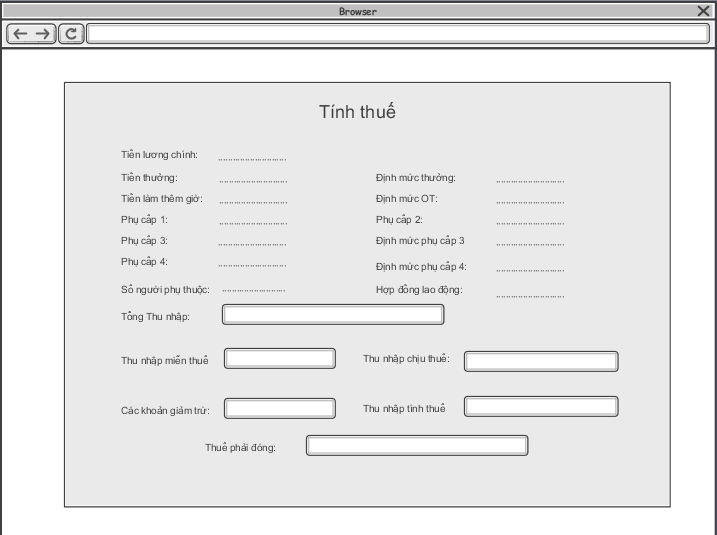 Browser
Tính thuế
Tiền lương chính: ............................
Tiền thưởng: ............................ Định mức thưởng: ............................
Tiền làm thêm giờ: ............................ Định mức OT: ............................
Phụ cấp 1: ............................ Phụ cấp 2: ............................
Phụ cấp 3: ............................ Định mức phụ cấp 3 ............................
Phụ cấp 4: ............................ Định mức phụ cấp 4: ............................
Số người phụ thuộc: .......................... Hợp đồng lao động: ............................
Tổng Thu nhập:
Thu nhập miễn thuế Thu nhập chịu thuế:
Các khoản giảm trừ: Thu nhập tính thuế
Thuế phải đóng: